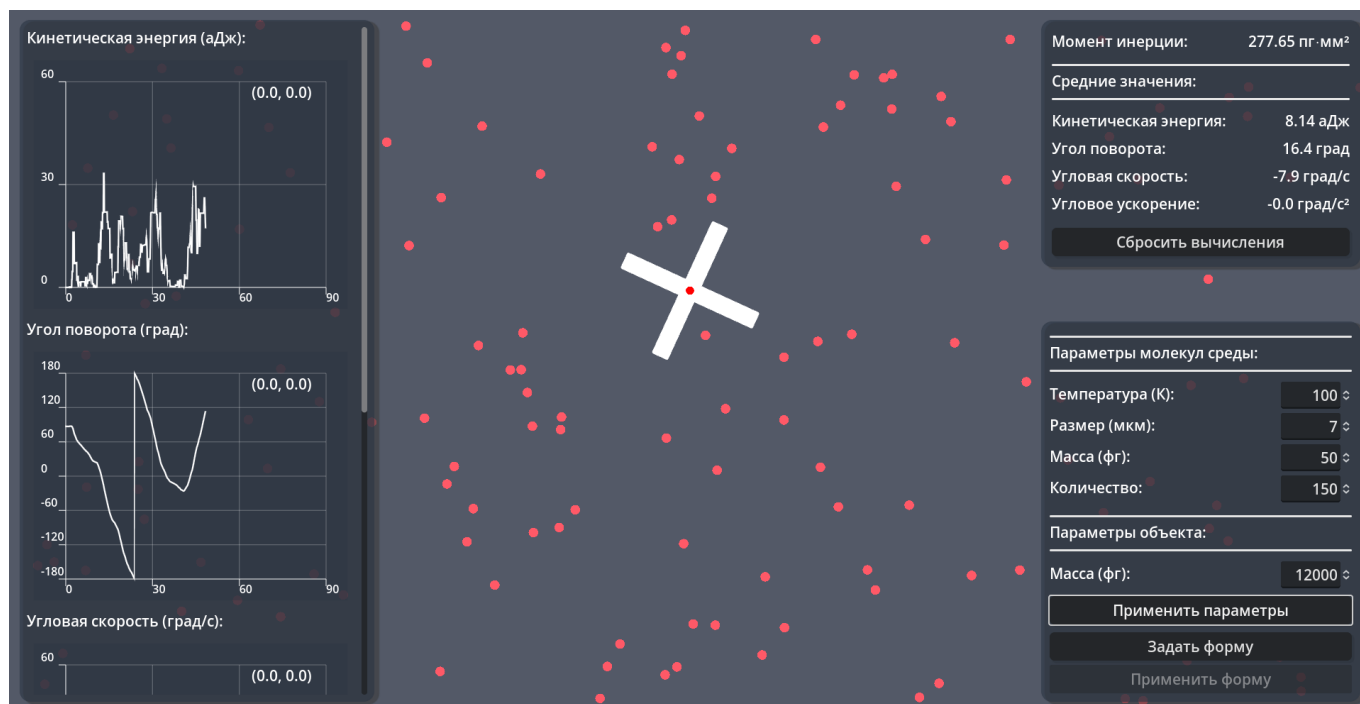 Кинетическая энергия (аДж):
60
(0.0, 0.0)
30
0
0 30 60 90
Угол поворота (град):
180
(0.0, 0.0)
120
60
0
-60
-120
-180
0 30 60 90
Угловая скорость (град/с):
60
(0.0, 0.0)
Момент инерции: 277.65 пг·мм²
Средние значения:
Кинетическая энергия: 8.14 аДж
Угол поворота: 16.4 град
Угловая скорость: -7.9 град/с
Угловое ускорение: -0.0 град/с²
Сбросить вычисления
Параметры молекул среды:
Температура (К): 100
Размер (мкм): 7
Масса (фг): 50
Количество: 150
Параметры объекта:
Масса (фг): 12000
Применить параметры
Задать форму
Применить форму